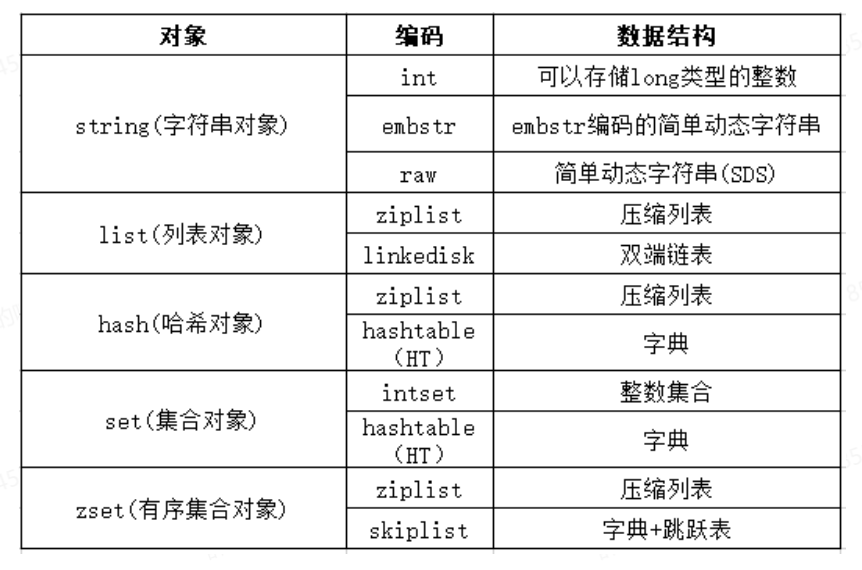 对象 编码 数据结构
string(字符串对象) int 可以存储long类型的整数
embstr embstr编码的简单动态字符串
raw 简单动态字符串(SDS)
list(列表对象) ziplist 压缩列表
linkedisk 双端链表
hash(哈希对象) ziplist 压缩列表
hashtable
(HT) 字典
set(集合对象) intset 整数集合
hashtable
(HT) 字典
zset(有序集合对象) ziplist 压缩列表
skiplist 字典+跳跃表